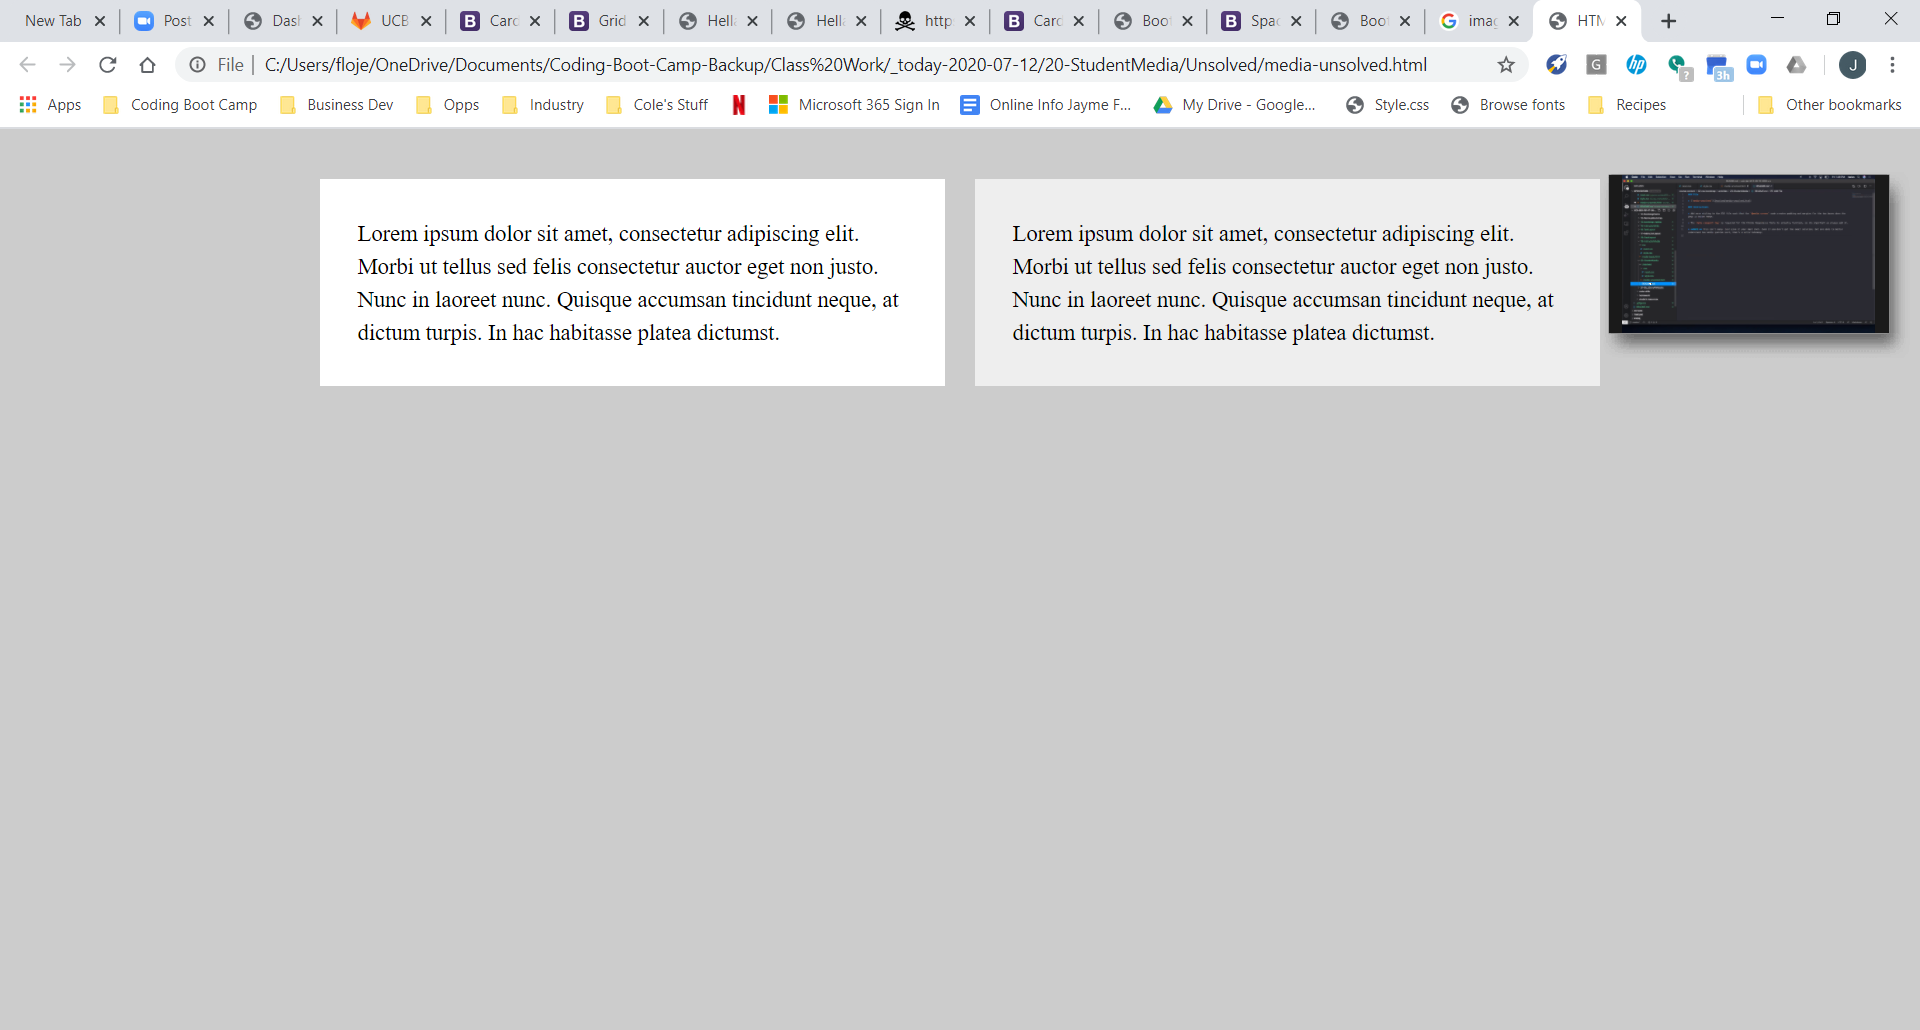 New Tab Post Dasl UCB Carc Grid Hell Hell http Carc Boot Spac Boot imag HTM
File C:/Users/floje/OneDrive/Documents/Coding-Boot-Camp-Backup/Class%20Work/_today-2020-07-12/20-StudentMedia/Unsolved/media-unsolved.html G hp ? 3h J
Apps Coding Boot Camp Business Dev Opps Industry Cole's Stuff N Microsoft 365 Sign In Online Info Jayme F... My Drive - Google... Style.css Browse fonts Recipes Other bookmarks
Lorem ipsum dolor sit amet, consectetur adipiscing elit.
Morbi ut tellus sed felis consectetur auctor eget non justo.
Nunc in laoreet nunc. Quisque accumsan tincidunt neque, at
dictum turpis. In hac habitasse platea dictumst.
Lorem ipsum dolor sit amet, consectetur adipiscing elit.
Morbi ut tellus sed felis consectetur auctor eget non justo.
Nunc in laoreet nunc. Quisque accumsan tincidunt neque, at
dictum turpis. In hac habitasse platea dictumst.